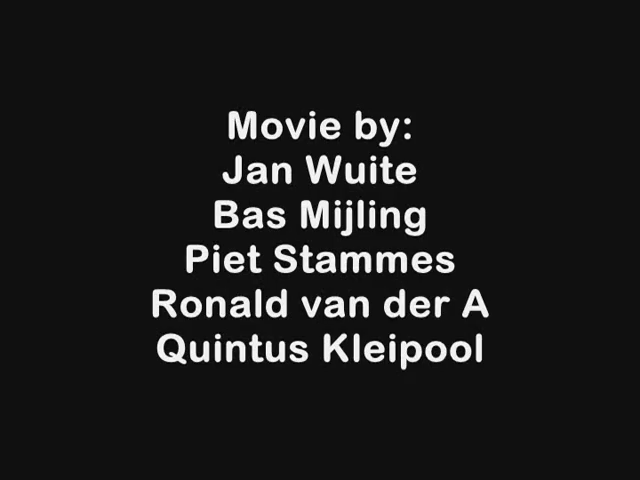 Movie by:
Jan Wuite
Bas Mijling
Piet Stammes
Ronald van der A
Quintus Kleipool